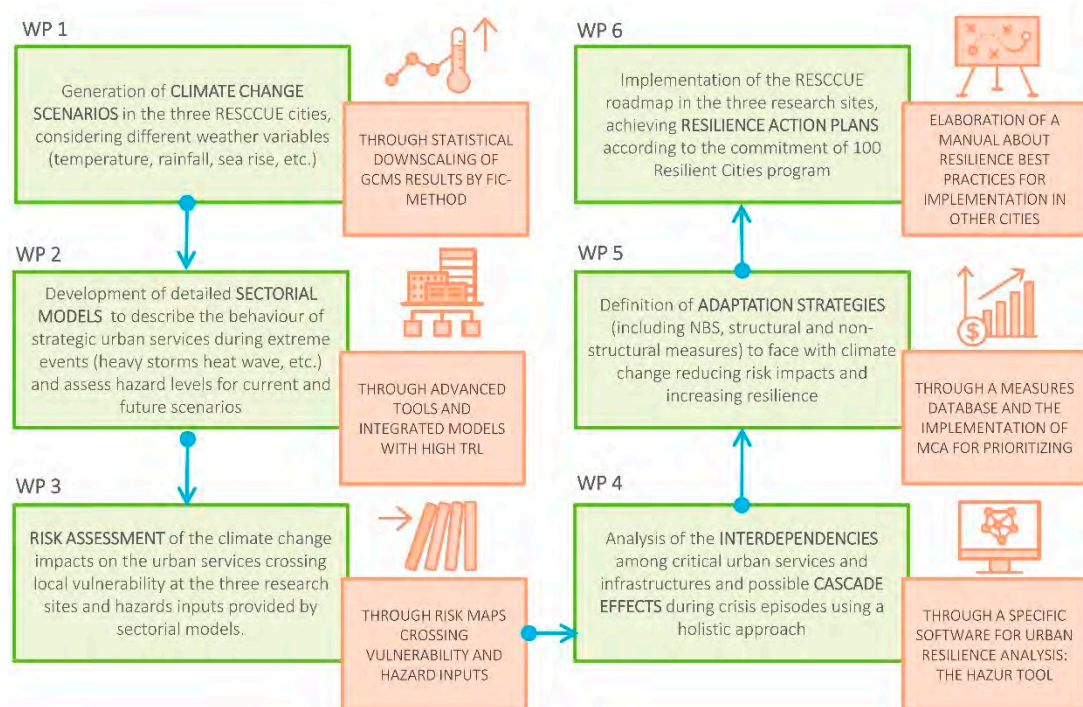 WP 1
Generation of CLIMATE CHANGE
SCENARIOS in the three RESCCUE cities,
considering different weather variables
(temperature, rainfall, sea rise, etc.)
THROUGH STATISTICAL
DOWNSCALING OF
GCMS RESULTS BY FIC-
METHOD
WP 2
Development of detailed SECTORIAL
MODELS to describe the behaviour of
strategic urban services during extreme
events (heavy storms heat wave, etc.)
and assess hazard levels for current and
future scenarios
THROUGH ADVANCED
TOOLS AND
INTEGRATED MODELS
WITH HIGH TRL
WP 3
RISK ASSESSMENT of the climate change
impacts on the urban services crossing
local vulnerability at the three research
sites and hazards inputs provided by
sectorial models.
THROUGH RISK MAPS
CROSSING
VULNERABILITY AND
HAZARD INPUTS
WP 4
Analysis of the INTERDEPENDENCIES
among critical urban services and
infrastructures and possible CASCADE
EFFECTS during crisis episodes using a
holistic approach
THROUGH A SPECIFIC
SOFTWARE FOR URBAN
RESILIENCE ANALYSIS:
THE HAZUR TOOL
WP 5
Definition of ADAPTATION STRATEGIES
(including NBS, structural and non-
structural measures) to face with climate
change reducing risk impacts and
increasing resilience
$
THROUGH A MEASURES
DATABASE AND THE
IMPLEMENTATION OF
MCA FOR PRIORITIZING
WP 6
Implementation of the RESCCUE
roadmap in the three research sites,
achieving RESILIENCE ACTION PLANS
according to the commitment of 100
Resilient Cities program
ELABORATION OF A
MANUAL ABOUT
RESILIENCE BEST
PRACTICES FOR
IMPLEMENTATION IN
OTHER CITIES